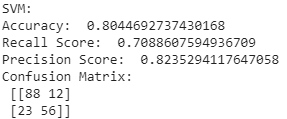 SVM:
Accuracy:  0.8044692737430168
Recall Score:  0.7088607594936709
Precision Score:  0.8235294117647058
Confusion Matrix:
 [[88 12]
 [23 56]]